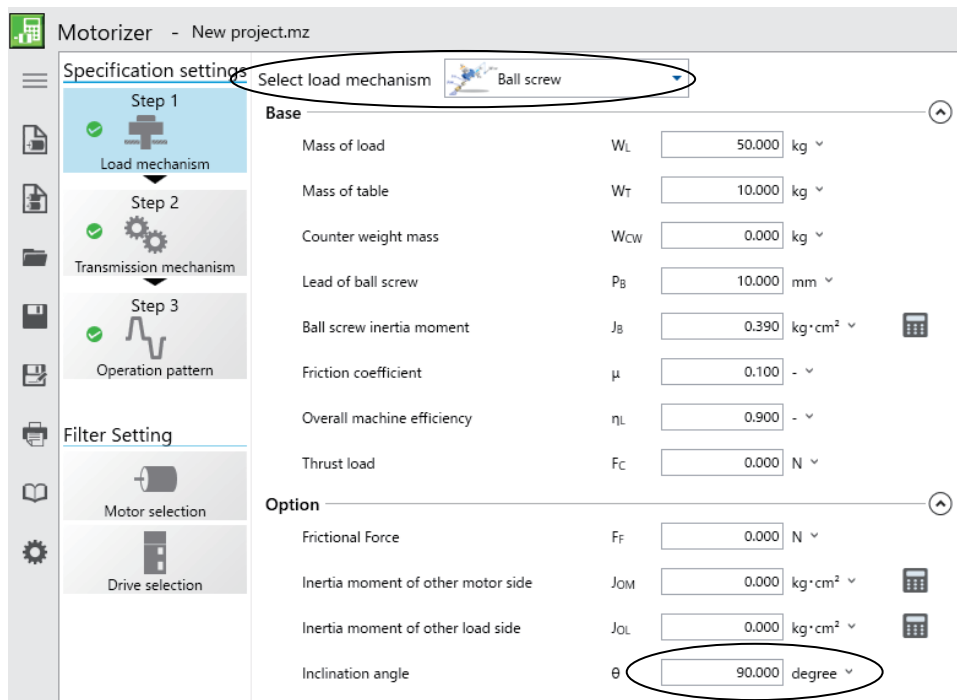 Motorizer - New project.mz
Specification settings
Step 1
Load mechanism
Step 2
Transmission mechanism
Step 3
Operation pattern
Filter Setting
Motor selection
Drive selection
Select load mechanism Ball screw
Base
Mass of load WL 50.000 kg
Mass of table WT 10.000 kg
Counter weight mass WCW 0.000 kg
Lead of ball screw PB 10.000 mm
Ball screw inertia moment JB 0.390 kg·cm²
Friction coefficient μ 0.100 -
Overall machine efficiency ηL 0.900 -
Thrust load FC 0.000 N
Option
Frictional Force FF 0.000 N
Inertia moment of other motor side JOM 0.000 kg·cm²
Inertia moment of other load side JOL 0.000 kg·cm²
Inclination angle θ 90.000 degree